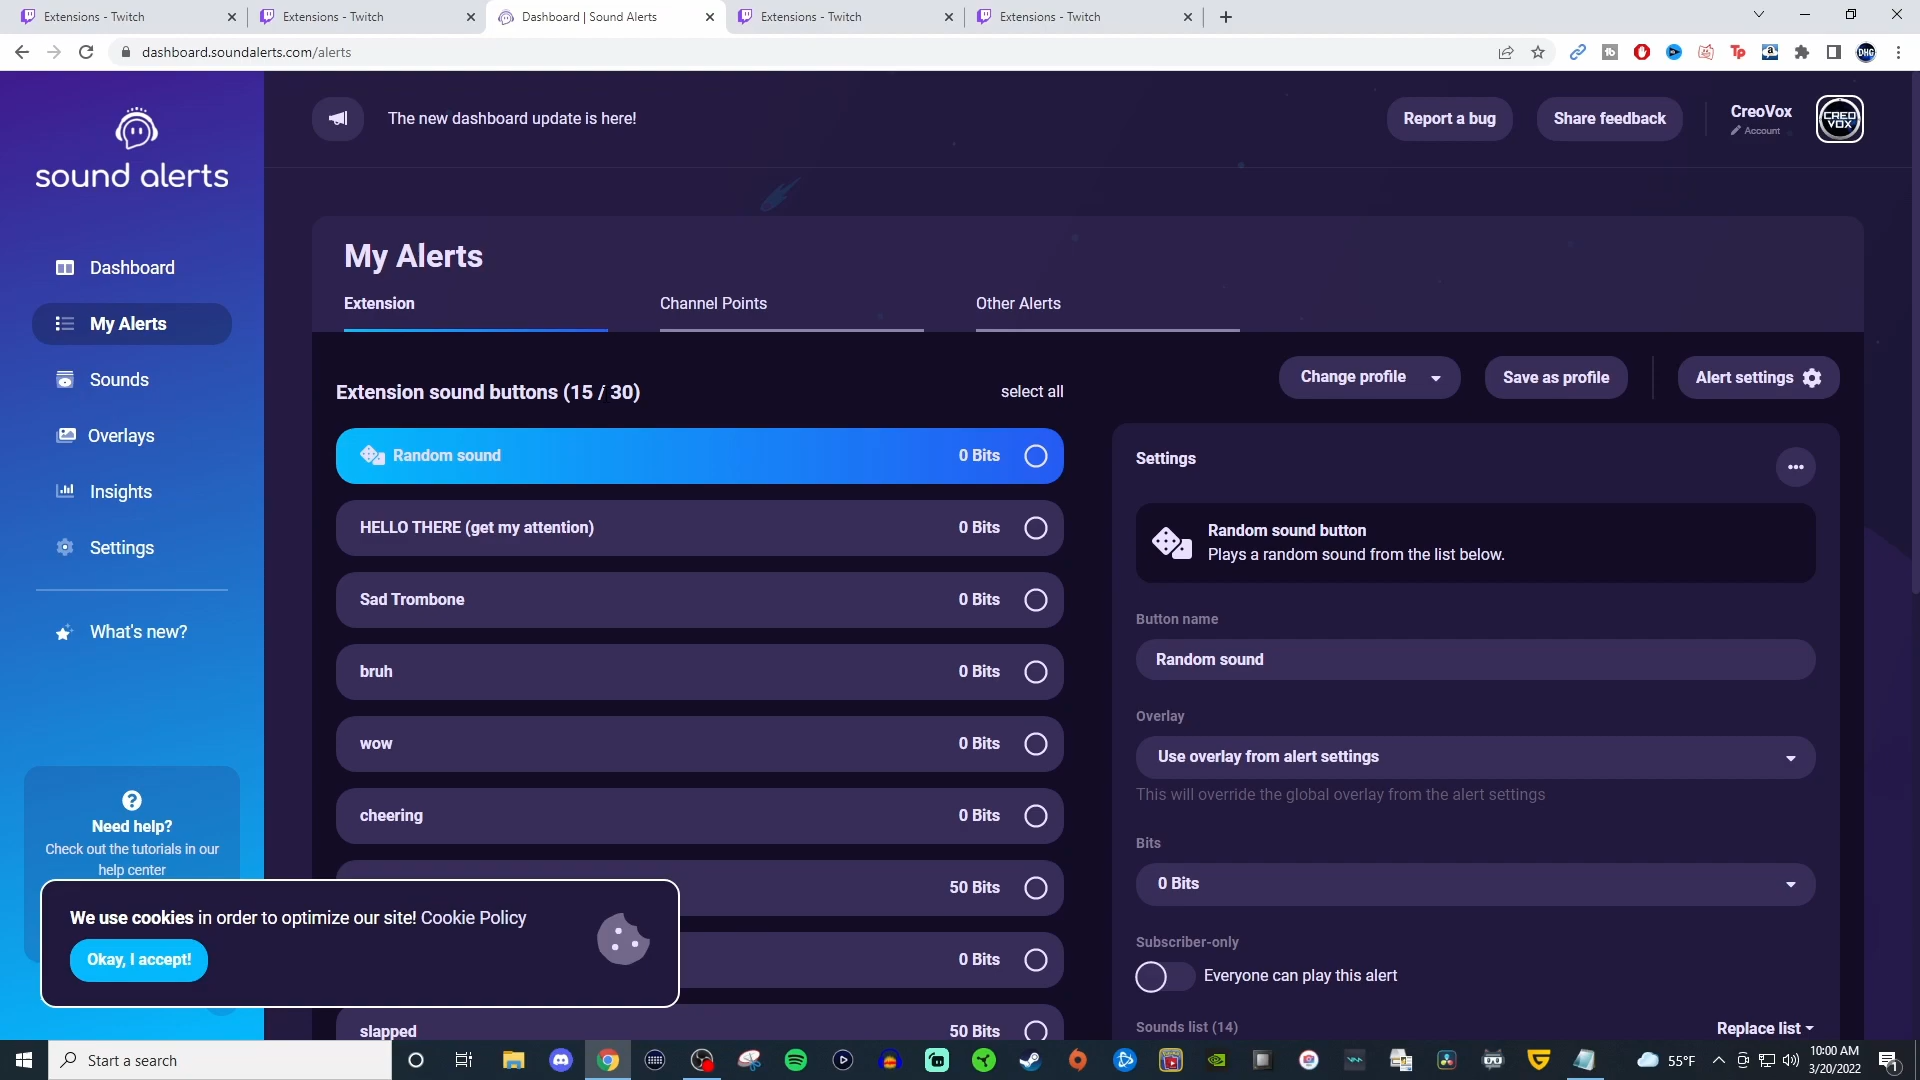 Extensions - Twitch
Extensions - Twitch
Dashboard | Sound Alerts
Extensions - Twitch
Extensions - Twitch
dashboard.soundalerts.com/alerts
sound alerts
Dashboard
My Alerts
Sounds
Overlays
Insights
Settings
What's new?
Need help?
Check out the tutorials in our
help center
The new dashboard update is here!
Report a bug
Share feedback
CreoVox
Account
CREO
VOX
My Alerts
Extension
Channel Points
Other Alerts
Extension sound buttons (15 / 30)
select all
Change profile
Save as profile
Alert settings
Random sound 0 Bits
HELLO THERE (get my attention) 0 Bits
Sad Trombone 0 Bits
bruh 0 Bits
wow 0 Bits
cheering 0 Bits
50 Bits
0 Bits
slapped 50 Bits
Settings
Random sound button
Plays a random sound from the list below.
Button name
Random sound
Overlay
Use overlay from alert settings
This will override the global overlay from the alert settings
Bits
0 Bits
Subscriber-only
Everyone can play this alert
Sounds list (14)
Replace list
We use cookies in order to optimize our site! Cookie Policy
Okay, I accept!
Start a search
55°F
10:00 AM
3/20/2022
1